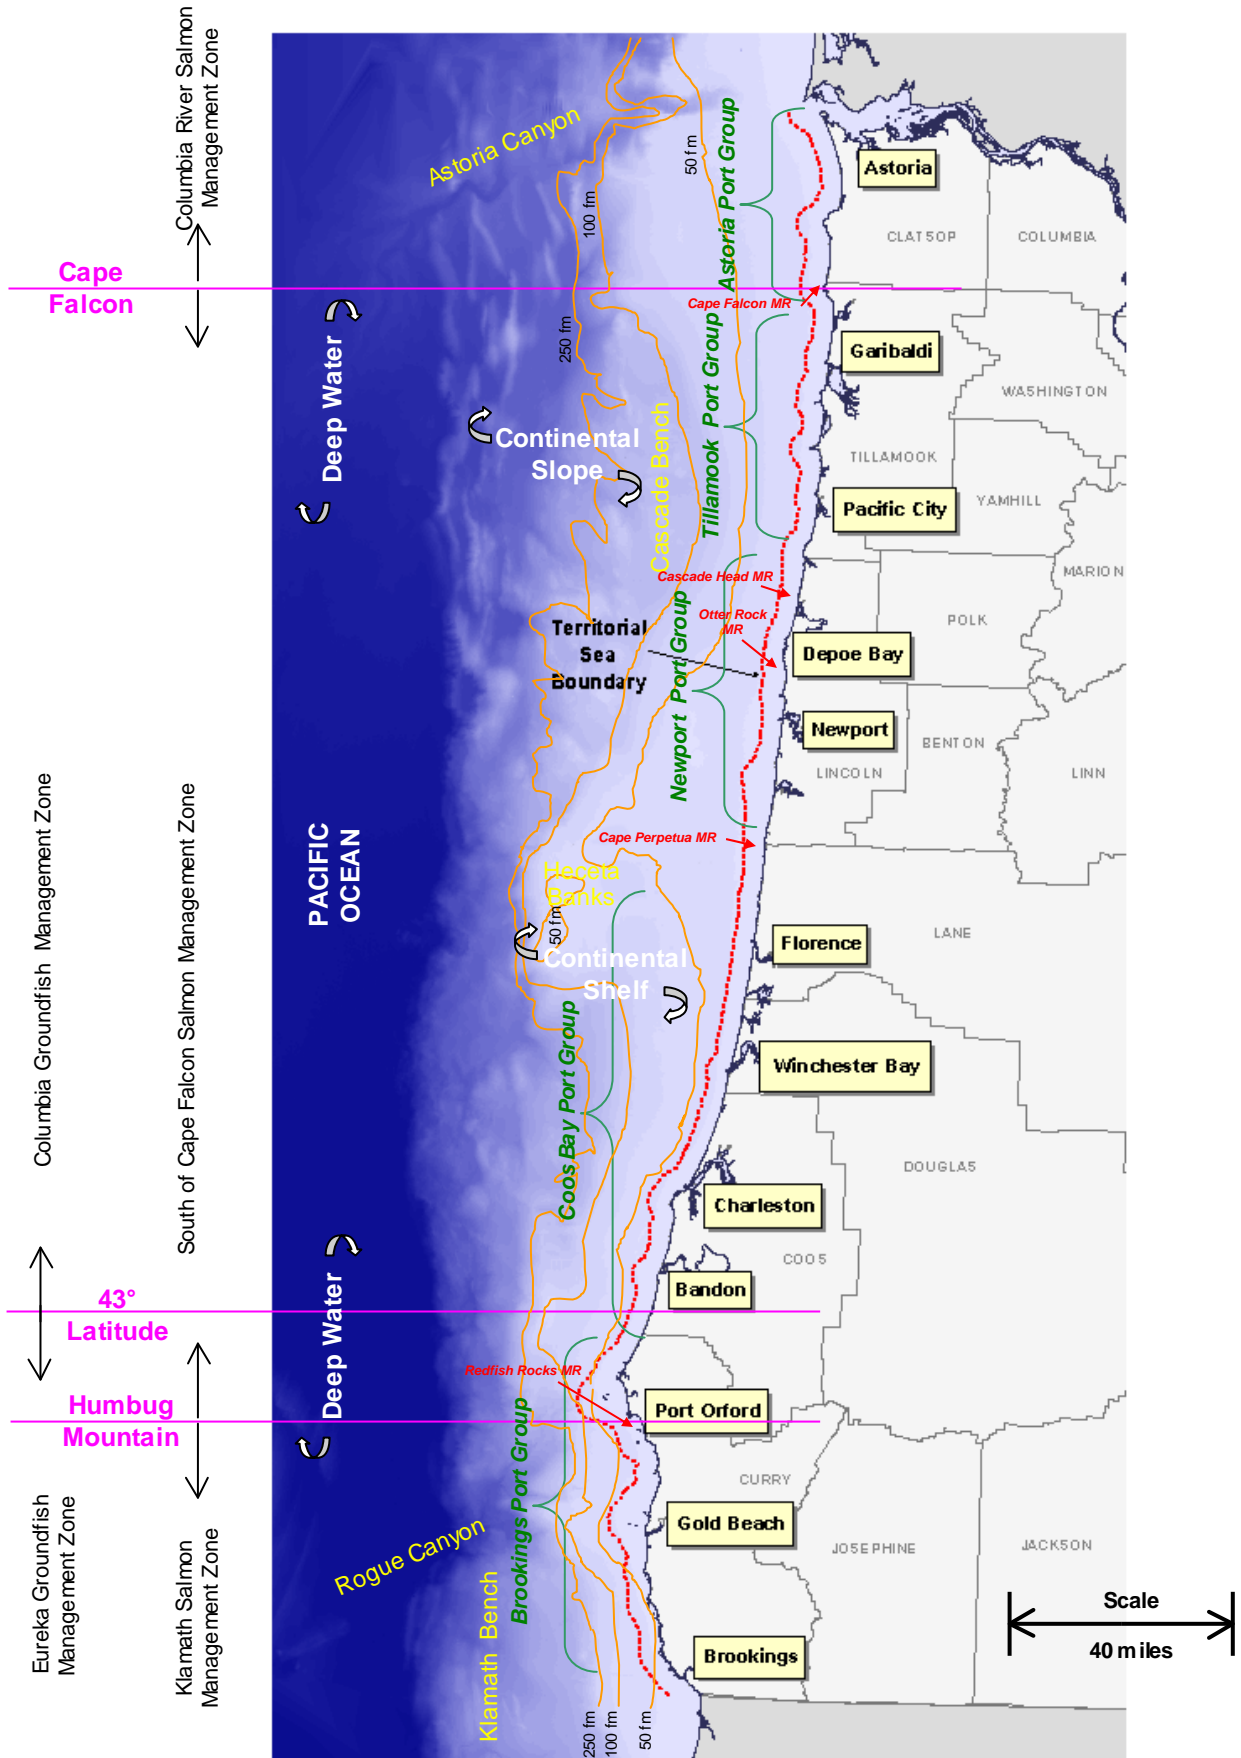 Columbia River Salmon
Management Zone
Cape
Falcon
Astoria Canyon
50 fm
100 fm
250 fm
Astoria Port Group
Astoria
CLATSOP
COLUMBIA
Cape Falcon MR
Deep Water
Continental
Slope
Cascade Bench
Tillamook Port Group
Garibaldi
WASHINGTON
TILLAMOOK
Pacific City
YAMHILL
MARION
Cascade Head MR
Otter Rock
MR
POLK
Territorial
Sea
Boundary
Newport Port Group
Depoe Bay
Newport
BENTON
LINCOLN
LINN
Columbia Groundfish Management Zone
South of Cape Falcon Salmon Management Zone
PACIFIC
OCEAN
Cape Perpetua MR
Heceta
Banks
50 fm
Continental
Shelf
Florence
LANE
Coos Bay Port Group
Winchester Bay
DOUGLAS
Charleston
COOS
Bandon
43°
Latitude
Deep Water
Redfish Rocks MR
Humbug
Mountain
Port Orford
Brookings Port Group
CURRY
Gold Beach
JOSEPHINE
JACKSON
Rogue Canyon
Klamath Bench
Eureka Groundfish
Management Zone
Klamath Salmon
Management Zone
Scale
40 miles
Brookings
250 fm
100 fm
50 fm